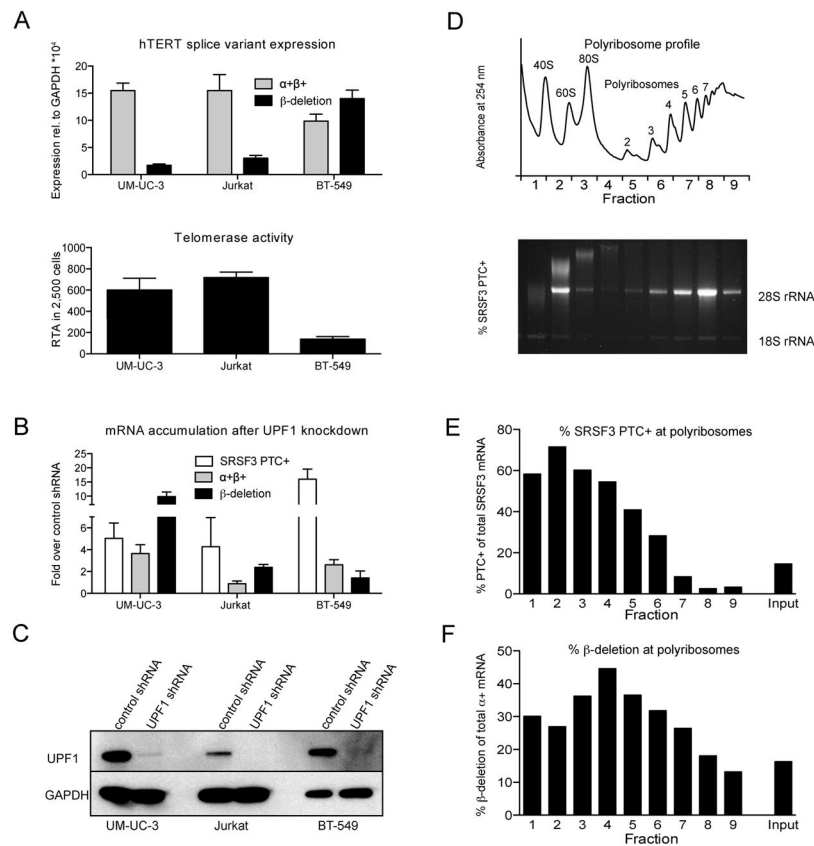 A
hTERT splice variant expression
Expression rel. to GAPDH *10⁴
20
15
10
5
0
α+β+
β-deletion
UM-UC-3 Jurkat BT-549
Telomerase activity
RTA in 2,500 cells
1000
800
600
400
200
0
UM-UC-3 Jurkat BT-549
B
mRNA accumulation after UPF1 knockdown
Fold over control shRNA
25
20
15
10
5
6
4
2
0
SRSF3 PTC+
α+β+
β-deletion
UM-UC-3 Jurkat BT-549
C
control shRNA UPF1 shRNA control shRNA UPF1 shRNA control shRNA UPF1 shRNA
UPF1
GAPDH
UM-UC-3 Jurkat BT-549
D
Polyribosome profile
Absorbance at 254 nm
40S
60S
80S
Polyribosomes
2 3 4 5 6 7
1 2 3 4 5 6 7 8 9
Fraction
% SRSF3 PTC+
28S rRNA
18S rRNA
E
% SRSF3 PTC+ at polyribosomes
% PTC+ of total SRSF3 mRNA
80
60
40
20
0
1 2 3 4 5 6 7 8 9 Input
Fraction
F
% β-deletion at polyribosomes
% β-deletion of total α+ mRNA
50
40
30
20
10
0
1 2 3 4 5 6 7 8 9 Input
Fraction